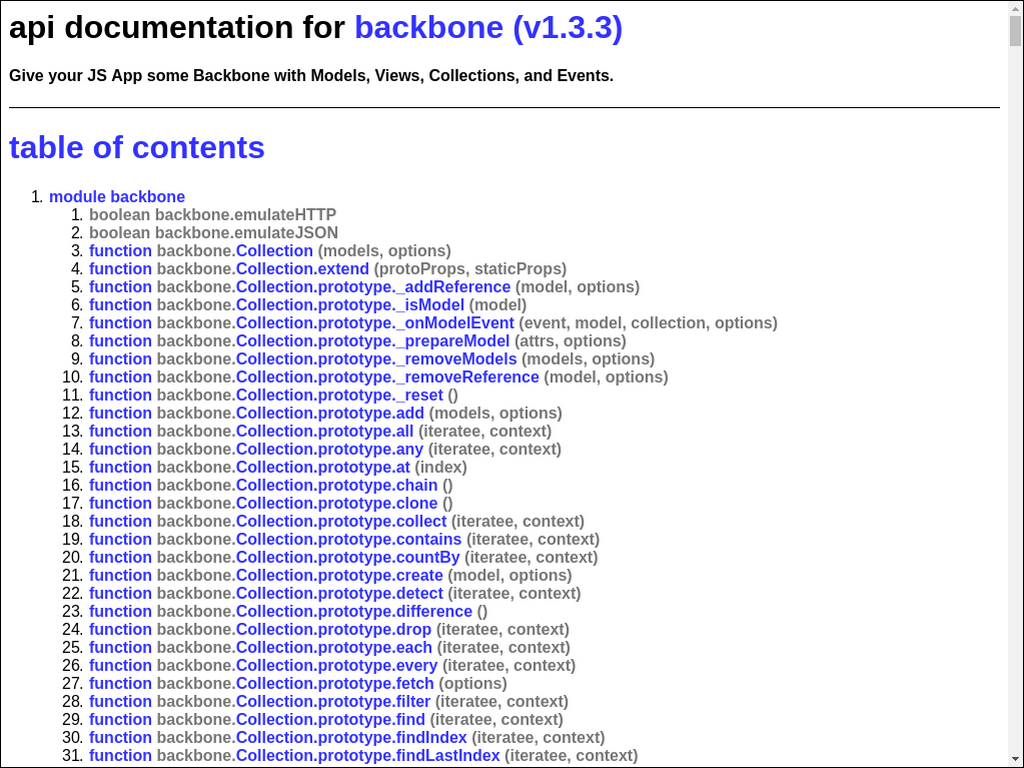 api documentation for backbone (v1.3.3)
Give your JS App some Backbone with Models, Views, Collections, and Events.
table of contents
1. module backbone
1. boolean backbone.emulateHTTP
2. boolean backbone.emulateJSON
3. function backbone.Collection (models, options)
4. function backbone.Collection.extend (protoProps, staticProps)
5. function backbone.Collection.prototype._addReference (model, options)
6. function backbone.Collection.prototype._isModel (model)
7. function backbone.Collection.prototype._onModelEvent (event, model, collection, options)
8. function backbone.Collection.prototype._prepareModel (attrs, options)
9. function backbone.Collection.prototype._removeModels (models, options)
10. function backbone.Collection.prototype._removeReference (model, options)
11. function backbone.Collection.prototype._reset ()
12. function backbone.Collection.prototype.add (models, options)
13. function backbone.Collection.prototype.all (iteratee, context)
14. function backbone.Collection.prototype.any (iteratee, context)
15. function backbone.Collection.prototype.at (index)
16. function backbone.Collection.prototype.chain ()
17. function backbone.Collection.prototype.clone ()
18. function backbone.Collection.prototype.collect (iteratee, context)
19. function backbone.Collection.prototype.contains (iteratee, context)
20. function backbone.Collection.prototype.countBy (iteratee, context)
21. function backbone.Collection.prototype.create (model, options)
22. function backbone.Collection.prototype.detect (iteratee, context)
23. function backbone.Collection.prototype.difference ()
24. function backbone.Collection.prototype.drop (iteratee, context)
25. function backbone.Collection.prototype.each (iteratee, context)
26. function backbone.Collection.prototype.every (iteratee, context)
27. function backbone.Collection.prototype.fetch (options)
28. function backbone.Collection.prototype.filter (iteratee, context)
29. function backbone.Collection.prototype.find (iteratee, context)
30. function backbone.Collection.prototype.findIndex (iteratee, context)
31. function backbone.Collection.prototype.findLastIndex (iteratee, context)